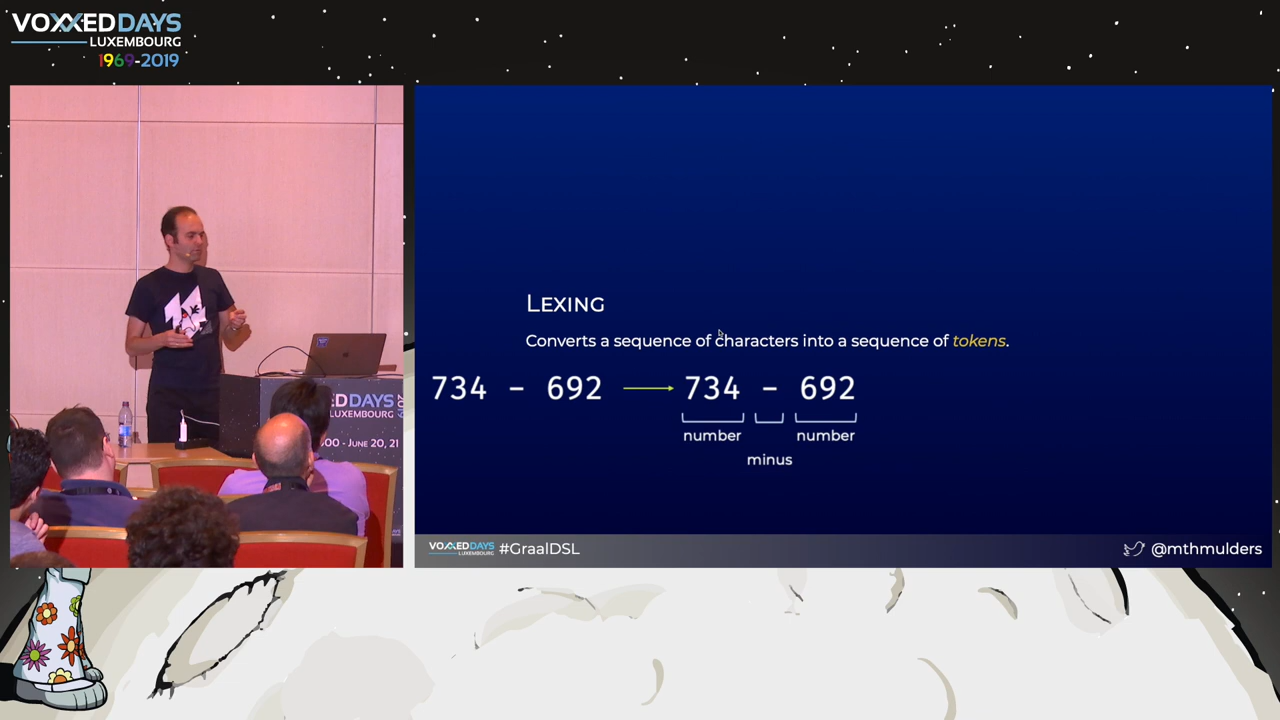 VOXXED DAYS
LUXEMBOURG
1969-2019
LEXING
Converts a sequence of characters into a sequence of tokens.
734 - 692 734 - 692
number number
minus
EDDAYS
LUXEMBOURG
2019
00 - JUNE 20, 21
VOXXED DAYS
LUXEMBOURG
#GraalDSL
@mthmulders